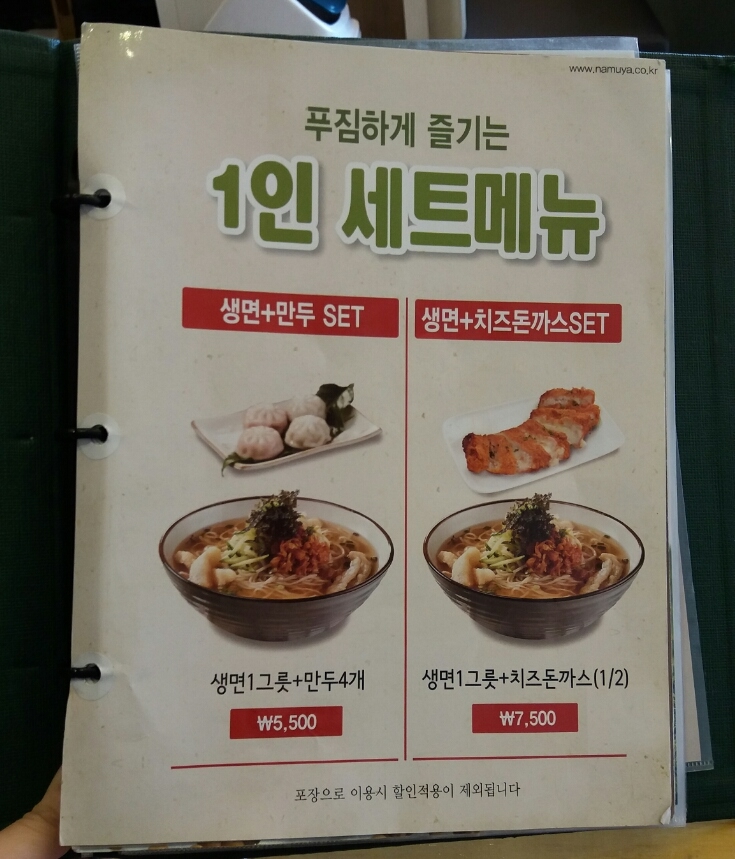 www.namuya.co.kr
푸짐하게 즐기는
1인 세트메뉴
생면+만두 SET
생면+치즈돈까스SET
생면1그릇+만두4개
₩5,500
생면1그릇+치즈돈까스(1/2)
₩7,500
포장으로 이용시 할인적용이 제외됩니다